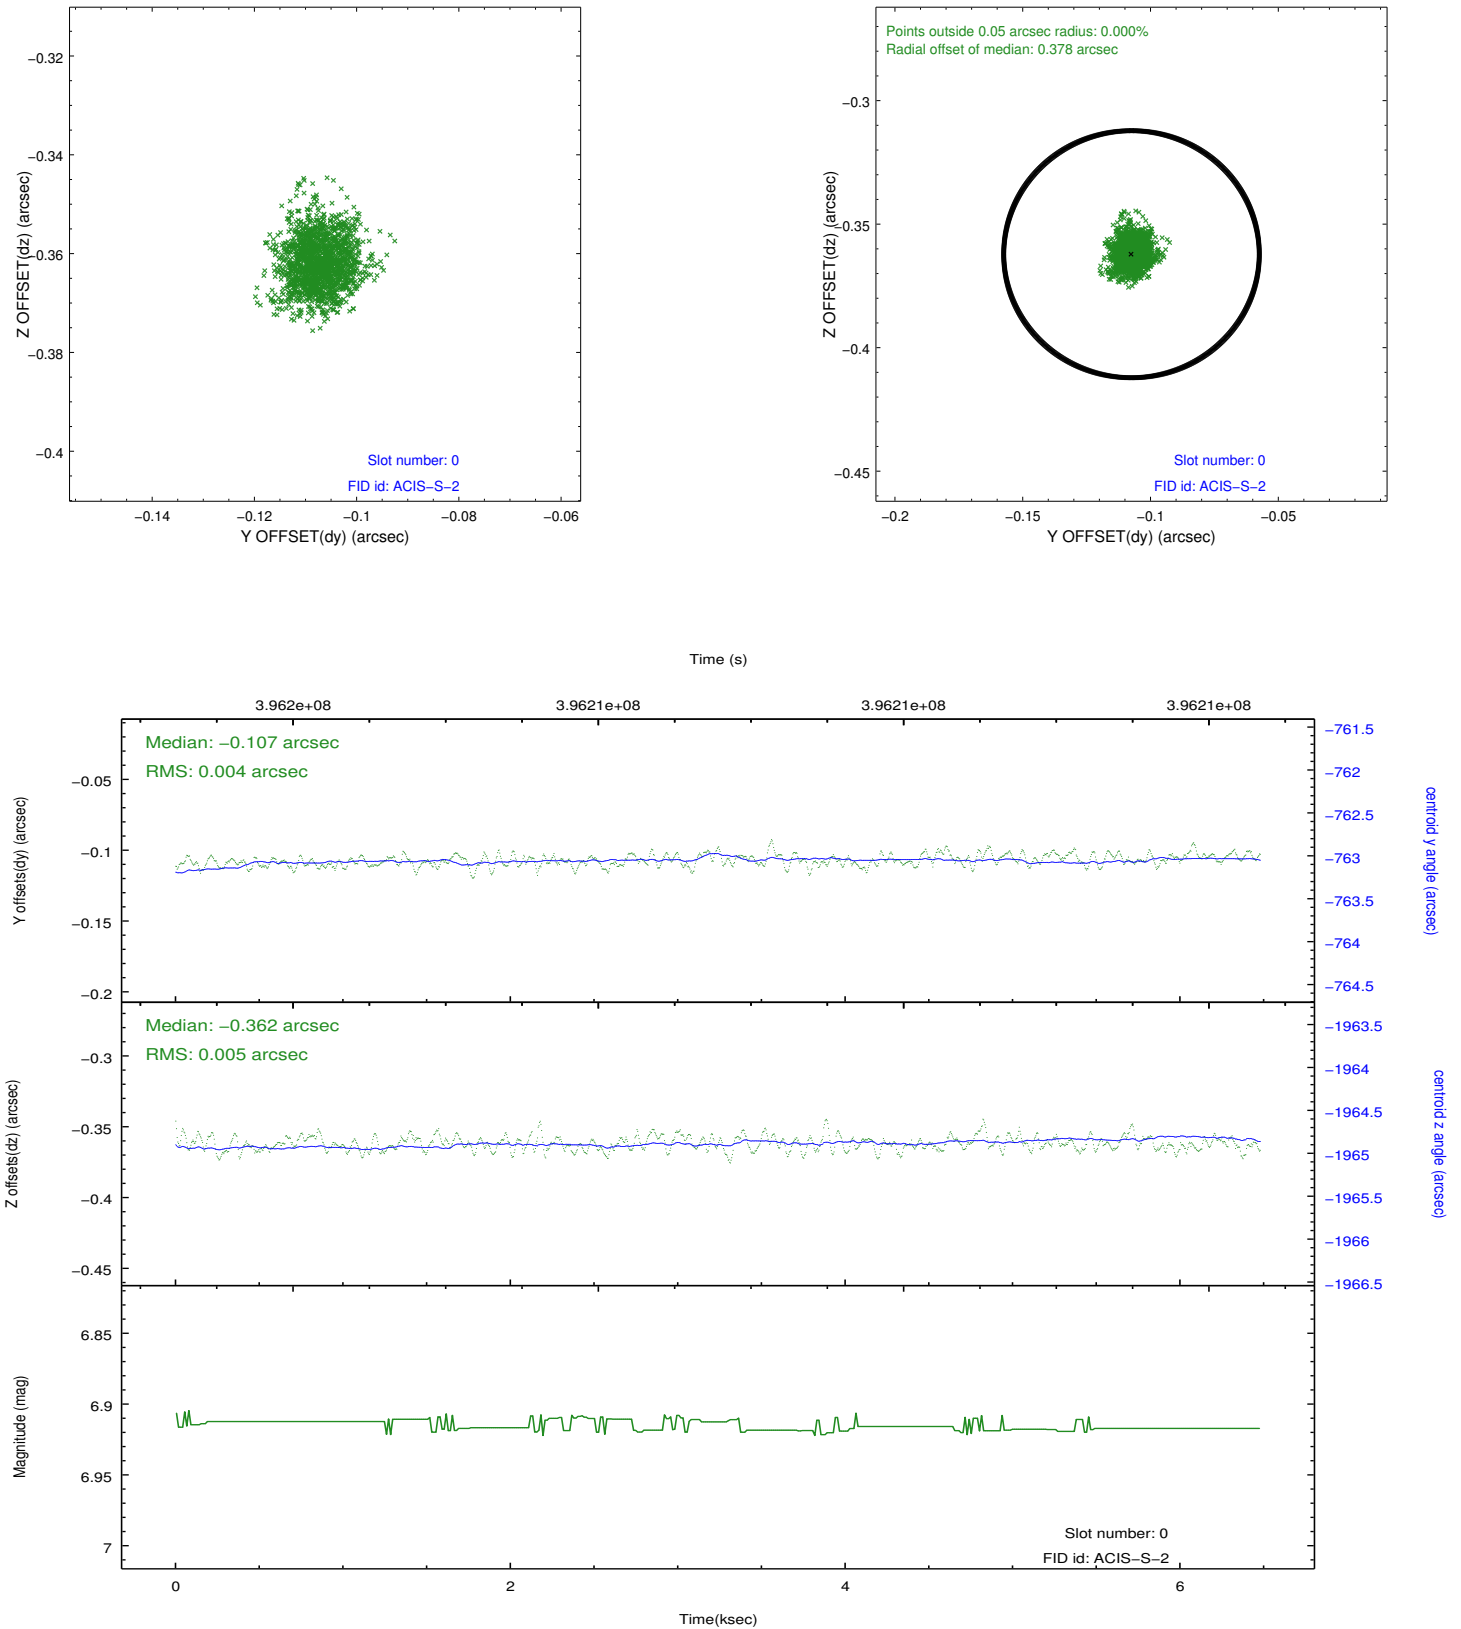 −0.32
−0.34
−0.36
−0.38
−0.4
Z OFFSET(dz) (arcsec)
Slot number: 0
FID id: ACIS−S−2
−0.14
−0.12
−0.1
−0.08
−0.06
Y OFFSET(dy) (arcsec)
Points outside 0.05 arcsec radius: 0.000%
Radial offset of median: 0.378 arcsec
−0.3
−0.35
−0.4
−0.45
Z OFFSET(dz) (arcsec)
Slot number: 0
FID id: ACIS−S−2
−0.2
−0.15
−0.1
−0.05
Y OFFSET(dy) (arcsec)
Time (s)
3.962e+08
3.9621e+08
3.9621e+08
3.9621e+08
Median: −0.107 arcsec
RMS: 0.004 arcsec
−0.05
−0.1
−0.15
−0.2
Y offsets(dy) (arcsec)
−761.5
−762
−762.5
−763
−763.5
−764
−764.5
centroid y angle (arcsec)
Median: −0.362 arcsec
RMS: 0.005 arcsec
−0.3
−0.35
−0.4
−0.45
Z offsets(dz) (arcsec)
−1963.5
−1964
−1964.5
−1965
−1965.5
−1966
−1966.5
centroid z angle (arcsec)
6.85
6.9
6.95
7
Magnitude (mag)
Slot number: 0
FID id: ACIS−S−2
0
2
4
6
Time(ksec)